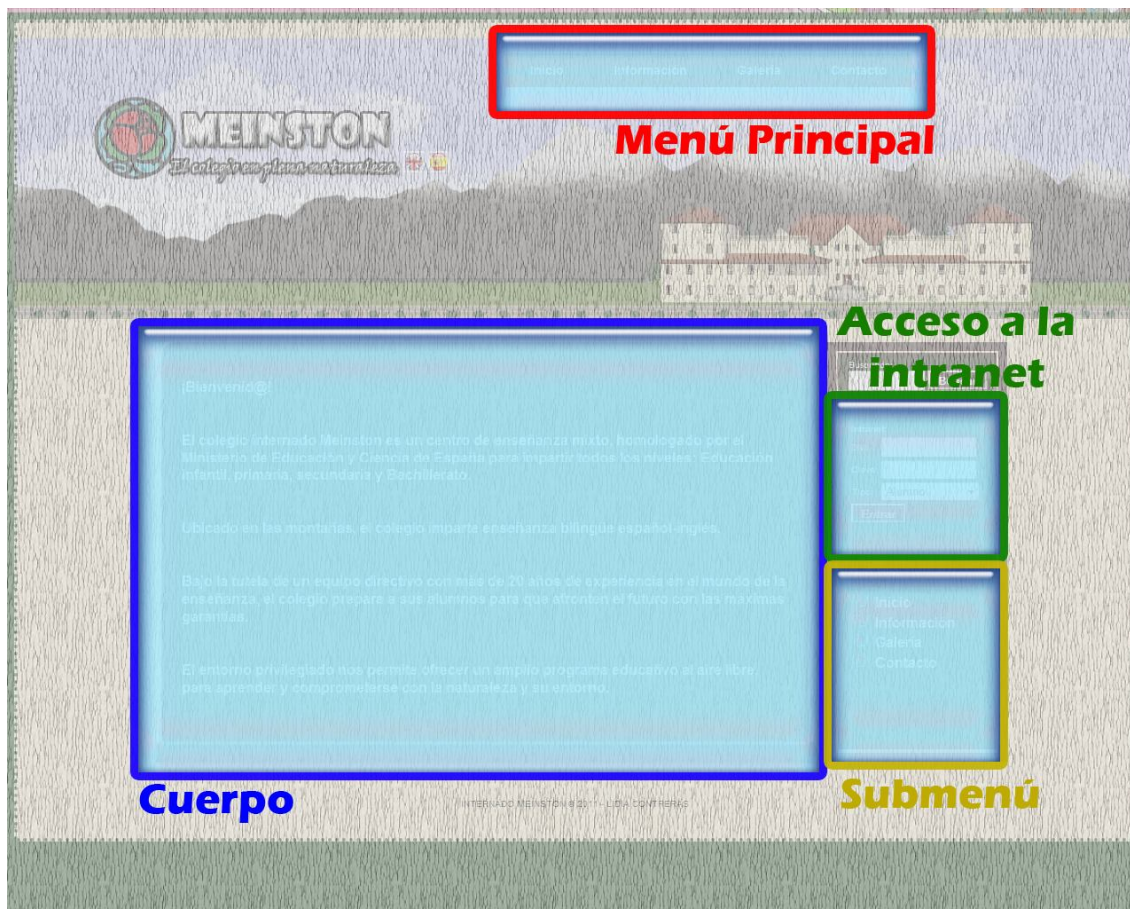 Inicio Información Galería Contacto
Menú Principal
MEINSTON
El colegio en plena naturaleza
Acceso a la
intranet
¡Bienvenid@!
El colegio internado Meinston es un centro de enseñanza mixto, homologado por el
Ministerio de Educación y Ciencia de España para impartir todos los niveles: Educación
infantil, primaria, secundaria y Bachillerato.
Ubicado en las montañas, el colegio imparte enseñanza bilingüe español-inglés.
Bajo la tutela de un equipo directivo con más de 20 años de experiencia en el mundo de la
enseñanza, el colegio prepara a sus alumnos para que afronten el futuro con las máximas
garantías.
El entorno privilegiado nos permite ofrecer un amplio programa educativo al aire libre,
para aprender y comprometerse con la naturaleza y su entorno.
Entrar
Inicio
Información
Galería
Contacto
Cuerpo
Submenú
INTERNADO MEINSTON © 2011 - LIDIA CONTRERAS